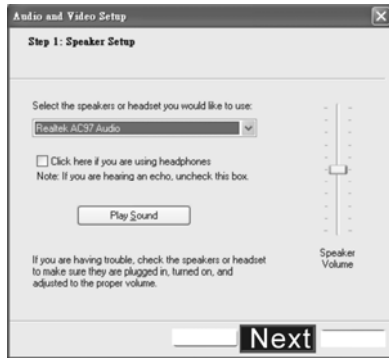 Audio and Video Setup
Step 1: Speaker Setup
Select the speakers or headset you would like to use:
Realtek AC97 Audio
Click here if you are using headphones
Note: If you are hearing an echo, uncheck this box.
Play Sound
Speaker
Volume
If you are having trouble, check the speakers or headset
to make sure they are plugged in, turned on, and
adjusted to the proper volume.
Next